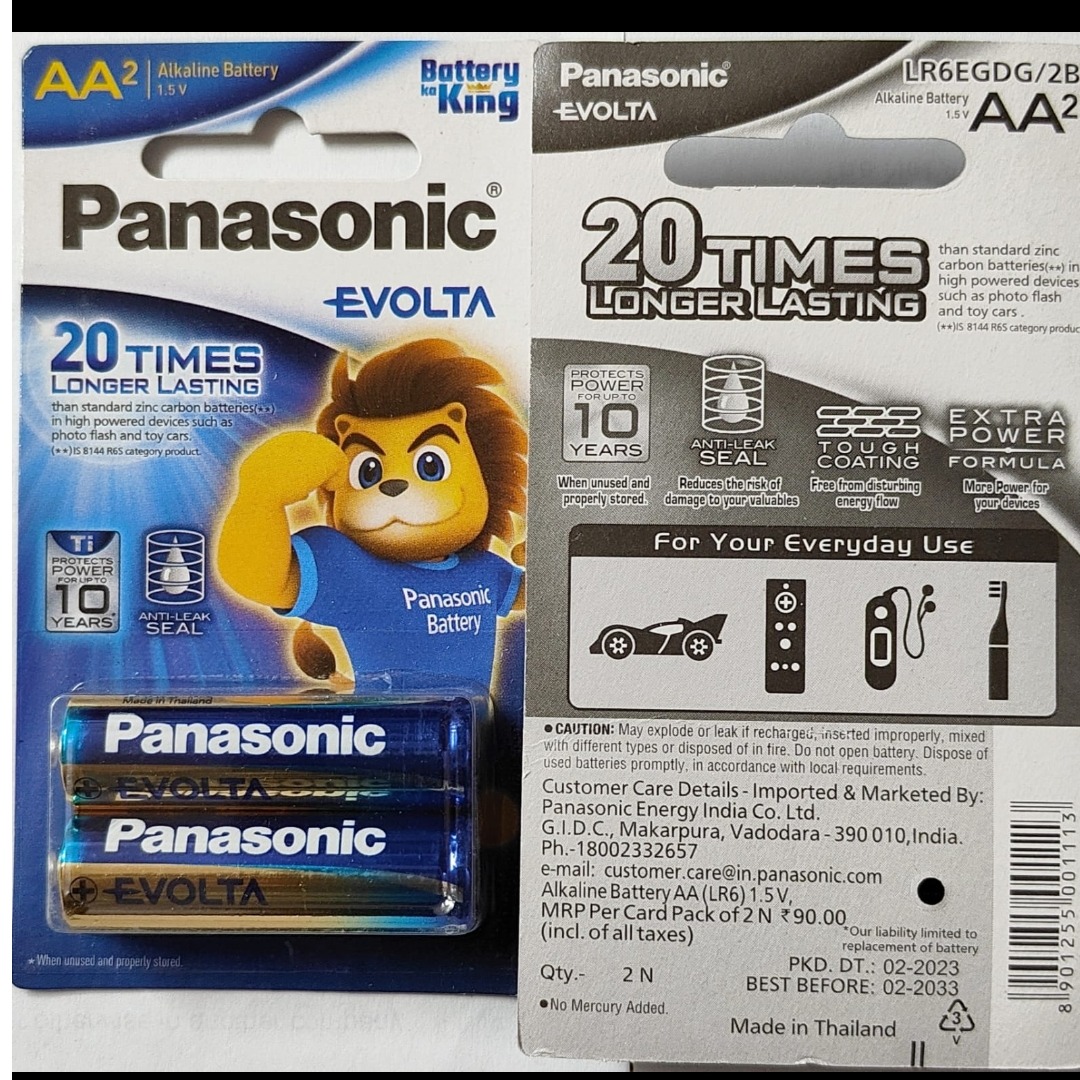 AA2 Alkaline Battery
1.5 V
Battery
ka King
Panasonic®
EVOLTA
20 TIMES
LONGER LASTING
than standard zinc carbon batteries(**)
in high powered devices such as
photo flash and toy cars.
(**)IS 8144 R6S category product.
Ti
PROTECTS
POWER
FOR UP TO
10
YEARS*
ANTI-LEAK
SEAL
Panasonic
Battery
Made in Thailand
Panasonic
EVOLTA
Panasonic
EVOLTA
* When unused and properly stored.
Panasonic®
EVOLTA
LR6EGDG/2B
Alkaline Battery
1.5 V AA2
20 TIMES
LONGER LASTING
than standard zinc
carbon batteries(**) in
high powered devices
such as photo flash
and toy cars .
(**)IS 8144 R6S category produc
PROTECTS
POWER
FOR UP TO
10
YEARS
When unused and
properly stored.
ANTI-LEAK
SEAL
Reduces the risk of
damage to your valuables
TOUGH
COATING
Free from disturbing
energy flow
EXTRA
POWER
FORMULA
More Power for
your devices
For Your Everyday Use
●CAUTION: May explode or leak if recharged, inserted improperly, mixed
with different types or disposed of in fire. Do not open battery. Dispose of
used batteries promptly, in accordance with local requirements.
Customer Care Details - Imported & Marketed By:
Panasonic Energy India Co. Ltd.
G.I.D.C., Makarpura, Vadodara - 390 010, India.
Ph.-18002332657
e-mail: customer.care@in.panasonic.com
Alkaline Battery AA (LR6) 1.5 V,
MRP Per Card Pack of 2 N ₹90.00
(incl. of all taxes)
*Our liability limited to
replacement of battery
Qty.- 2 N
PKD. DT.: 02-2023
BEST BEFORE: 02-2033
●No Mercury Added.
Made in Thailand
3
V
8 901255 001113